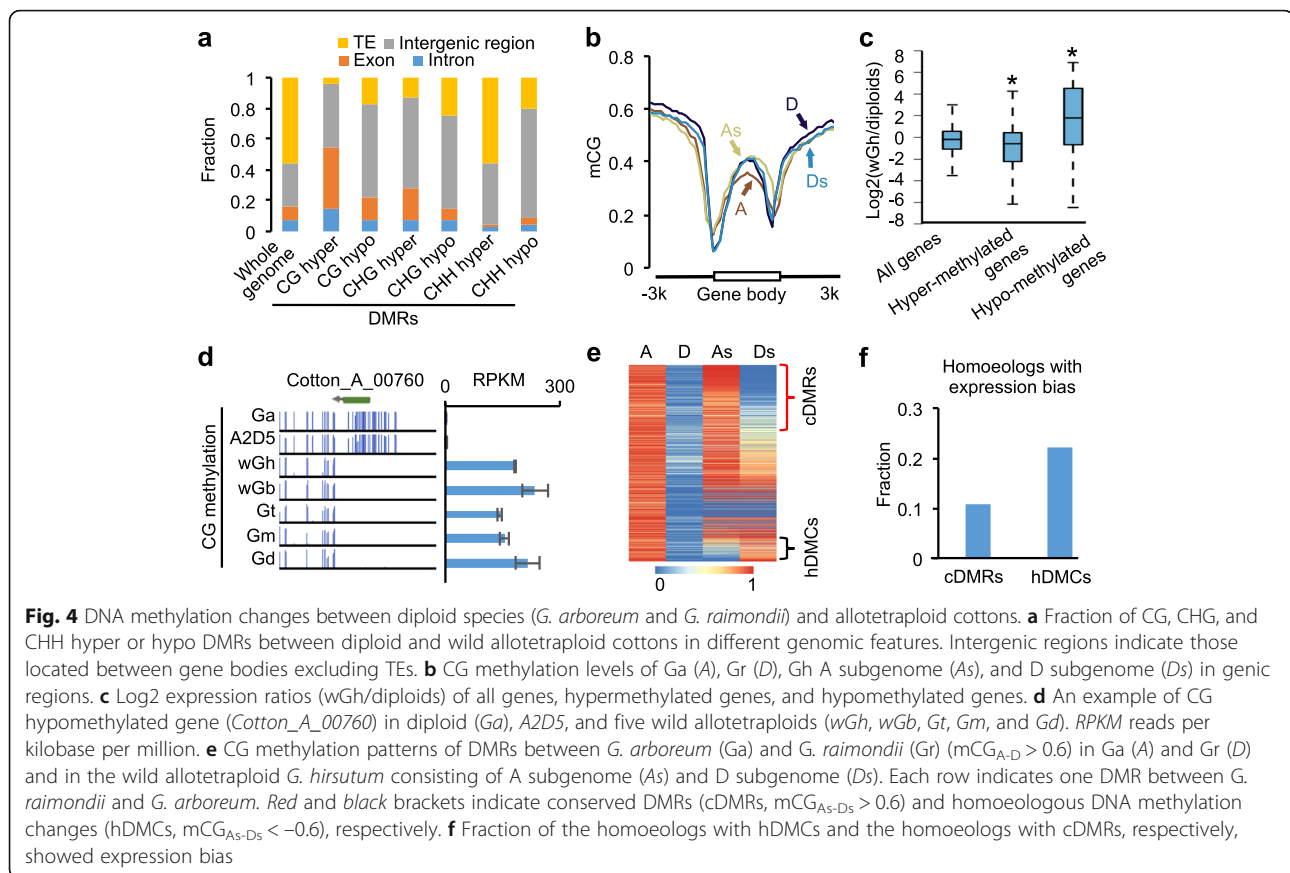 a
TE Intergenic region
Exon Intron
Fraction
1
0.8
0.6
0.4
0.2
0
Whole genome
CG hyper
CG hypo
CHG hyper
CHG hypo
CHH hyper
CHH hypo
DMRs
b
mCG
0.8
0.6
0.4
0.2
0
D
As
A
Ds
-3k
Gene body
3k
c
Log2(wGh/diploids)
8
6
4
2
0
-2
-4
-6
-8
*
*
All genes
Hyper-methylated genes
Hypo-methylated genes
d
Cotton_A_00760
0 RPKM 300
CG methylation
Ga
A2D5
wGh
wGb
Gt
Gm
Gd
e
A D As Ds
cDMRs
hDMCs
0 1
f
Homoeologs with
expression bias
Fraction
0.3
0.2
0.1
0
cDMRs hDMCs
Fig. 4 DNA methylation changes between diploid species (G. arboreum and G. raimondii) and allotetraploid cottons. a Fraction of CG, CHG, and
CHH hyper or hypo DMRs between diploid and wild allotetraploid cottons in different genomic features. Intergenic regions indicate those
located between gene bodies excluding TEs. b CG methylation levels of Ga (A), Gr (D), Gh A subgenome (As), and D subgenome (Ds) in genic
regions. c Log2 expression ratios (wGh/diploids) of all genes, hypermethylated genes, and hypomethylated genes. d An example of CG
hypomethylated gene (Cotton_A_00760) in diploid (Ga), A2D5, and five wild allotetraploids (wGh, wGb, Gt, Gm, and Gd). RPKM reads per
kilobase per million. e CG methylation patterns of DMRs between G. arboreum (Ga) and G. raimondii (Gr) (mCGA-D > 0.6) in Ga (A) and Gr (D)
and in the wild allotetraploid G. hirsutum consisting of A subgenome (As) and D subgenome (Ds). Each row indicates one DMR between G.
raimondii and G. arboreum. Red and black brackets indicate conserved DMRs (cDMRs, mCGAs-Ds > 0.6) and homoeologous DNA methylation
changes (hDMCs, mCGAs-Ds < –0.6), respectively. f Fraction of the homoeologs with hDMCs and the homoeologs with cDMRs, respectively,
showed expression bias